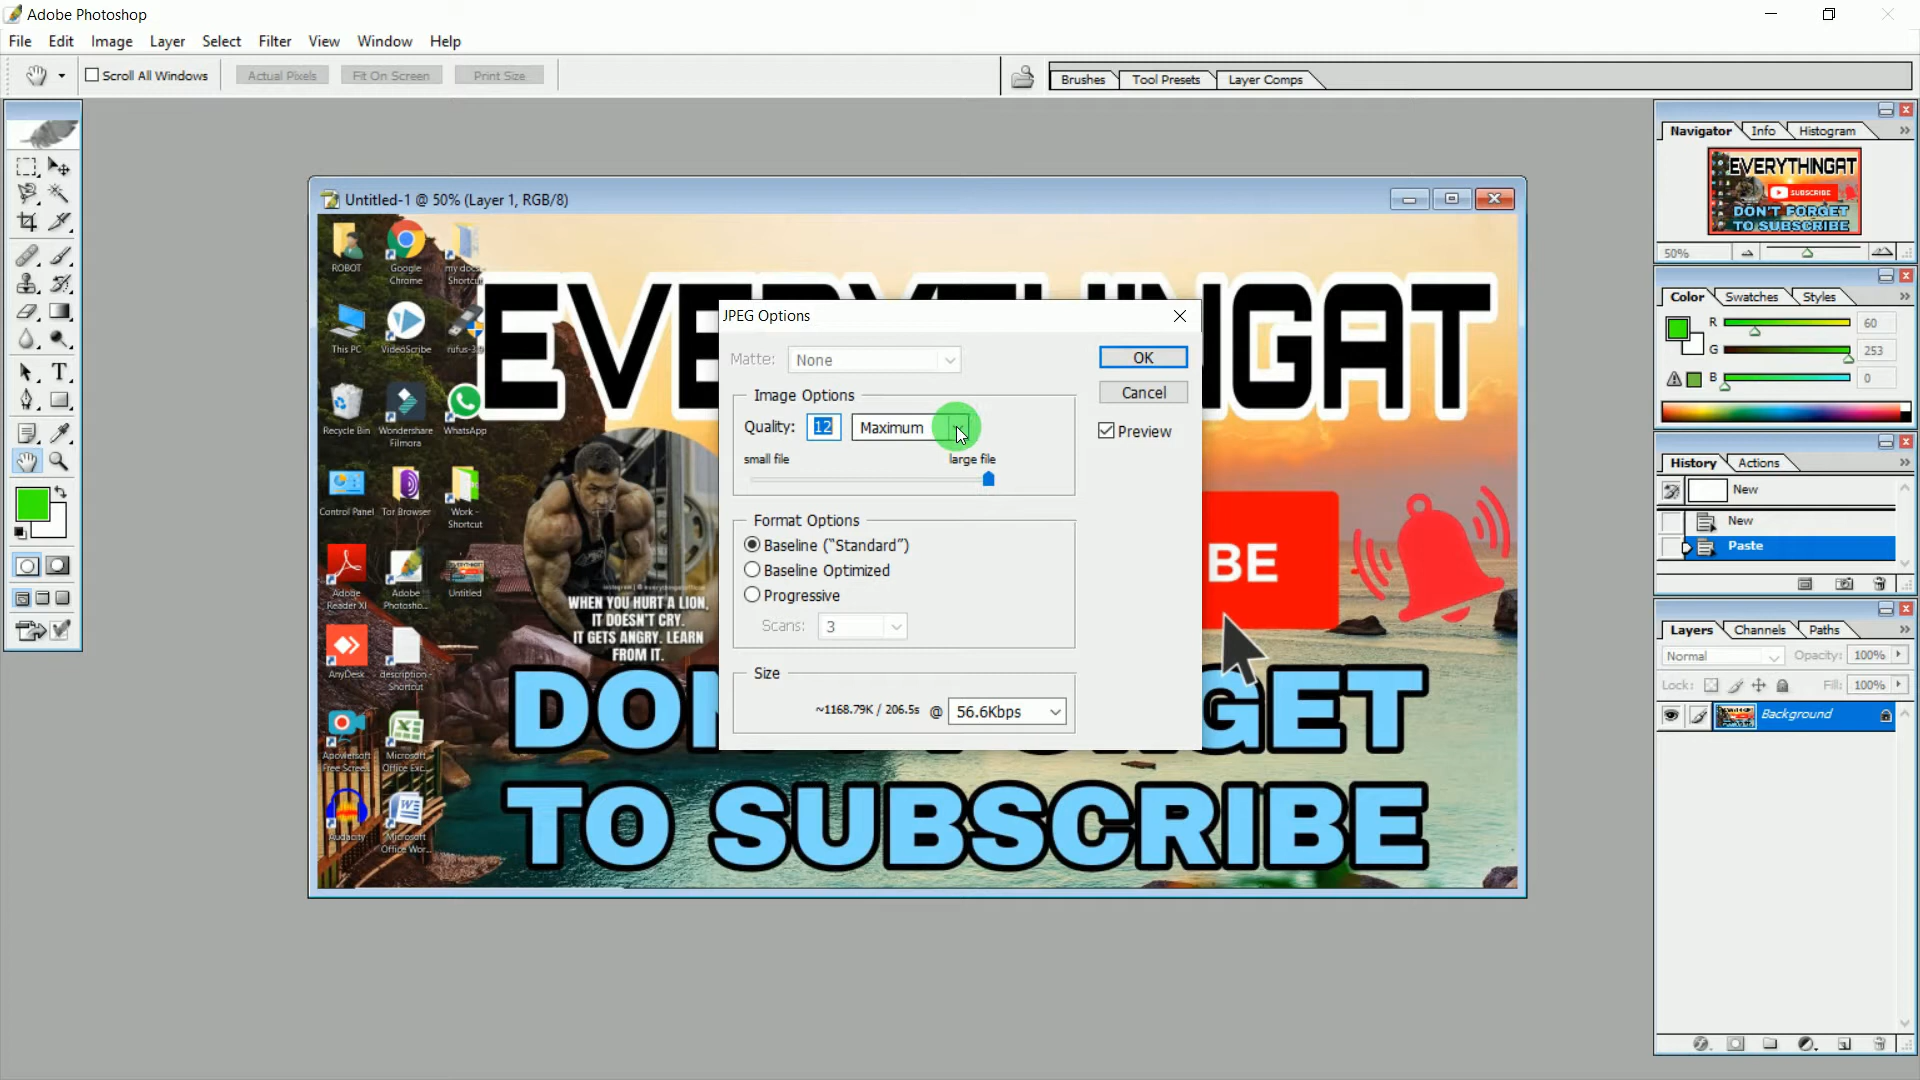 Adobe Photoshop
File Edit Image Layer Select Filter View Window Help
Scroll All Windows Actual Pixels Fit On Screen Print Size Brushes Tool Presets Layer Comps
Untitled-1 @ 50% (Layer 1, RGB/8)
ROBOT
Google Chrome
my docs - Shortcut
This PC
VideoScribe
rufus-3.9
Recycle Bin
Wondershare Filmora
WhatsApp
Control Panel
Tor Browser
Work - Shortcut
Adobe Reader XI
Adobe Photosho...
Untitled
AnyDesk
description - Shortcut
Apowersoft Free Scree...
Microsoft Office Exc...
Audacity
Microsoft Office Wor...
WHEN YOU HURT A LION,
IT DOESN'T CRY.
IT GETS ANGRY. LEARN
FROM IT.
BE
TO SUBSCRIBE
JPEG Options
Matte: None
OK
Cancel
Preview
Image Options
Quality: 12 Maximum
small file large file
Format Options
Baseline ("Standard")
Baseline Optimized
Progressive
Scans: 3
Size
~1168.79K / 206.5s @ 56.6Kbps
Navigator Info Histogram
EVERYTHINGAT
SUBSCRIBE
DON'T FORGET
TO SUBSCRIBE
50%
Color Swatches Styles
R 60
G 253
B 0
History Actions
New
New
Paste
Layers Channels Paths
Normal Opacity: 100%
Lock: Fill: 100%
Background